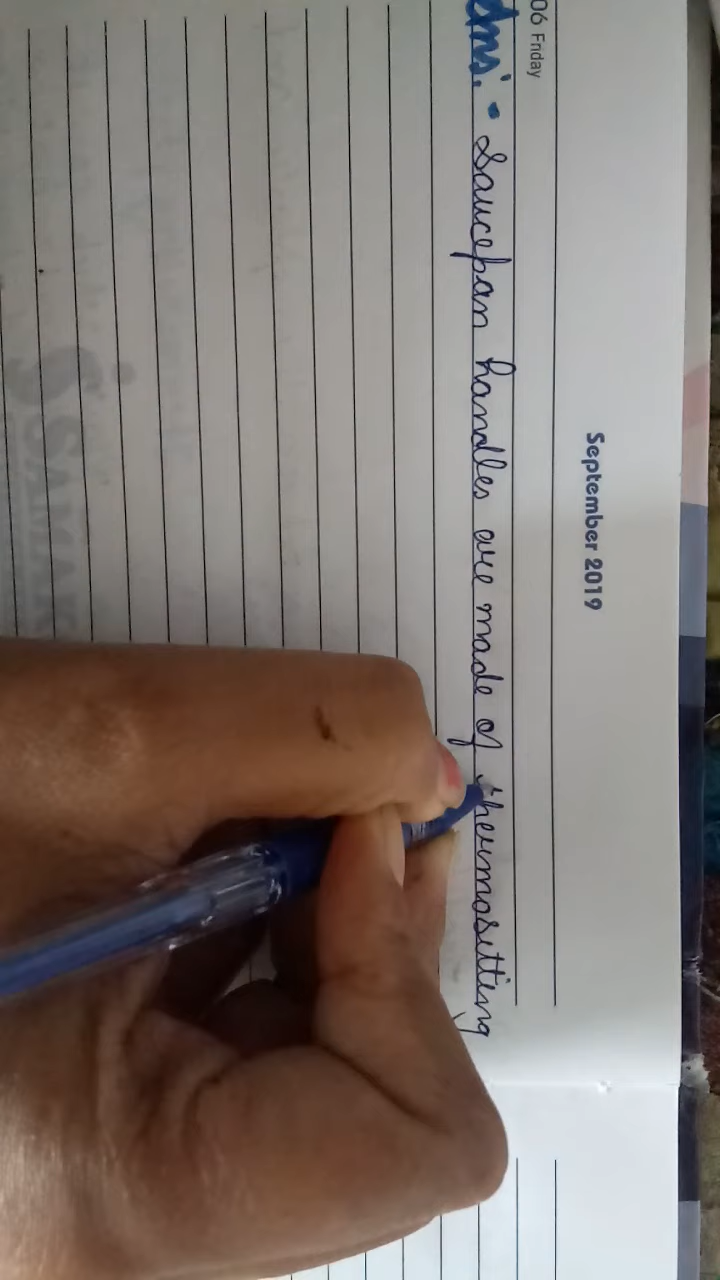 September 2019
06 Friday
Ans:• Saucepan handles are made of thermosetting